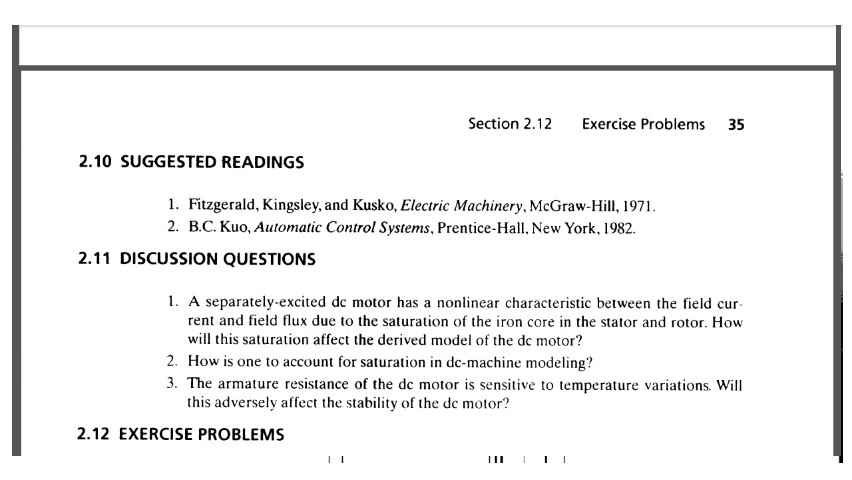 Section 2.12 Exercise Problems 35
2.10 SUGGESTED READINGS
1. Fitzgerald, Kingsley, and Kusko, Electric Machinery, McGraw-Hill, 1971.
2. B.C. Kuo, Automatic Control Systems, Prentice-Hall, New York, 1982.
2.11 DISCUSSION QUESTIONS
1. A separately-excited dc motor has a nonlinear characteristic between the field cur-
rent and field flux due to the saturation of the iron core in the stator and rotor. How
will this saturation affect the derived model of the dc motor?
2. How is one to account for saturation in dc-machine modeling?
3. The armature resistance of the dc motor is sensitive to temperature variations. Will
this adversely affect the stability of the dc motor?
2.12 EXERCISE PROBLEMS